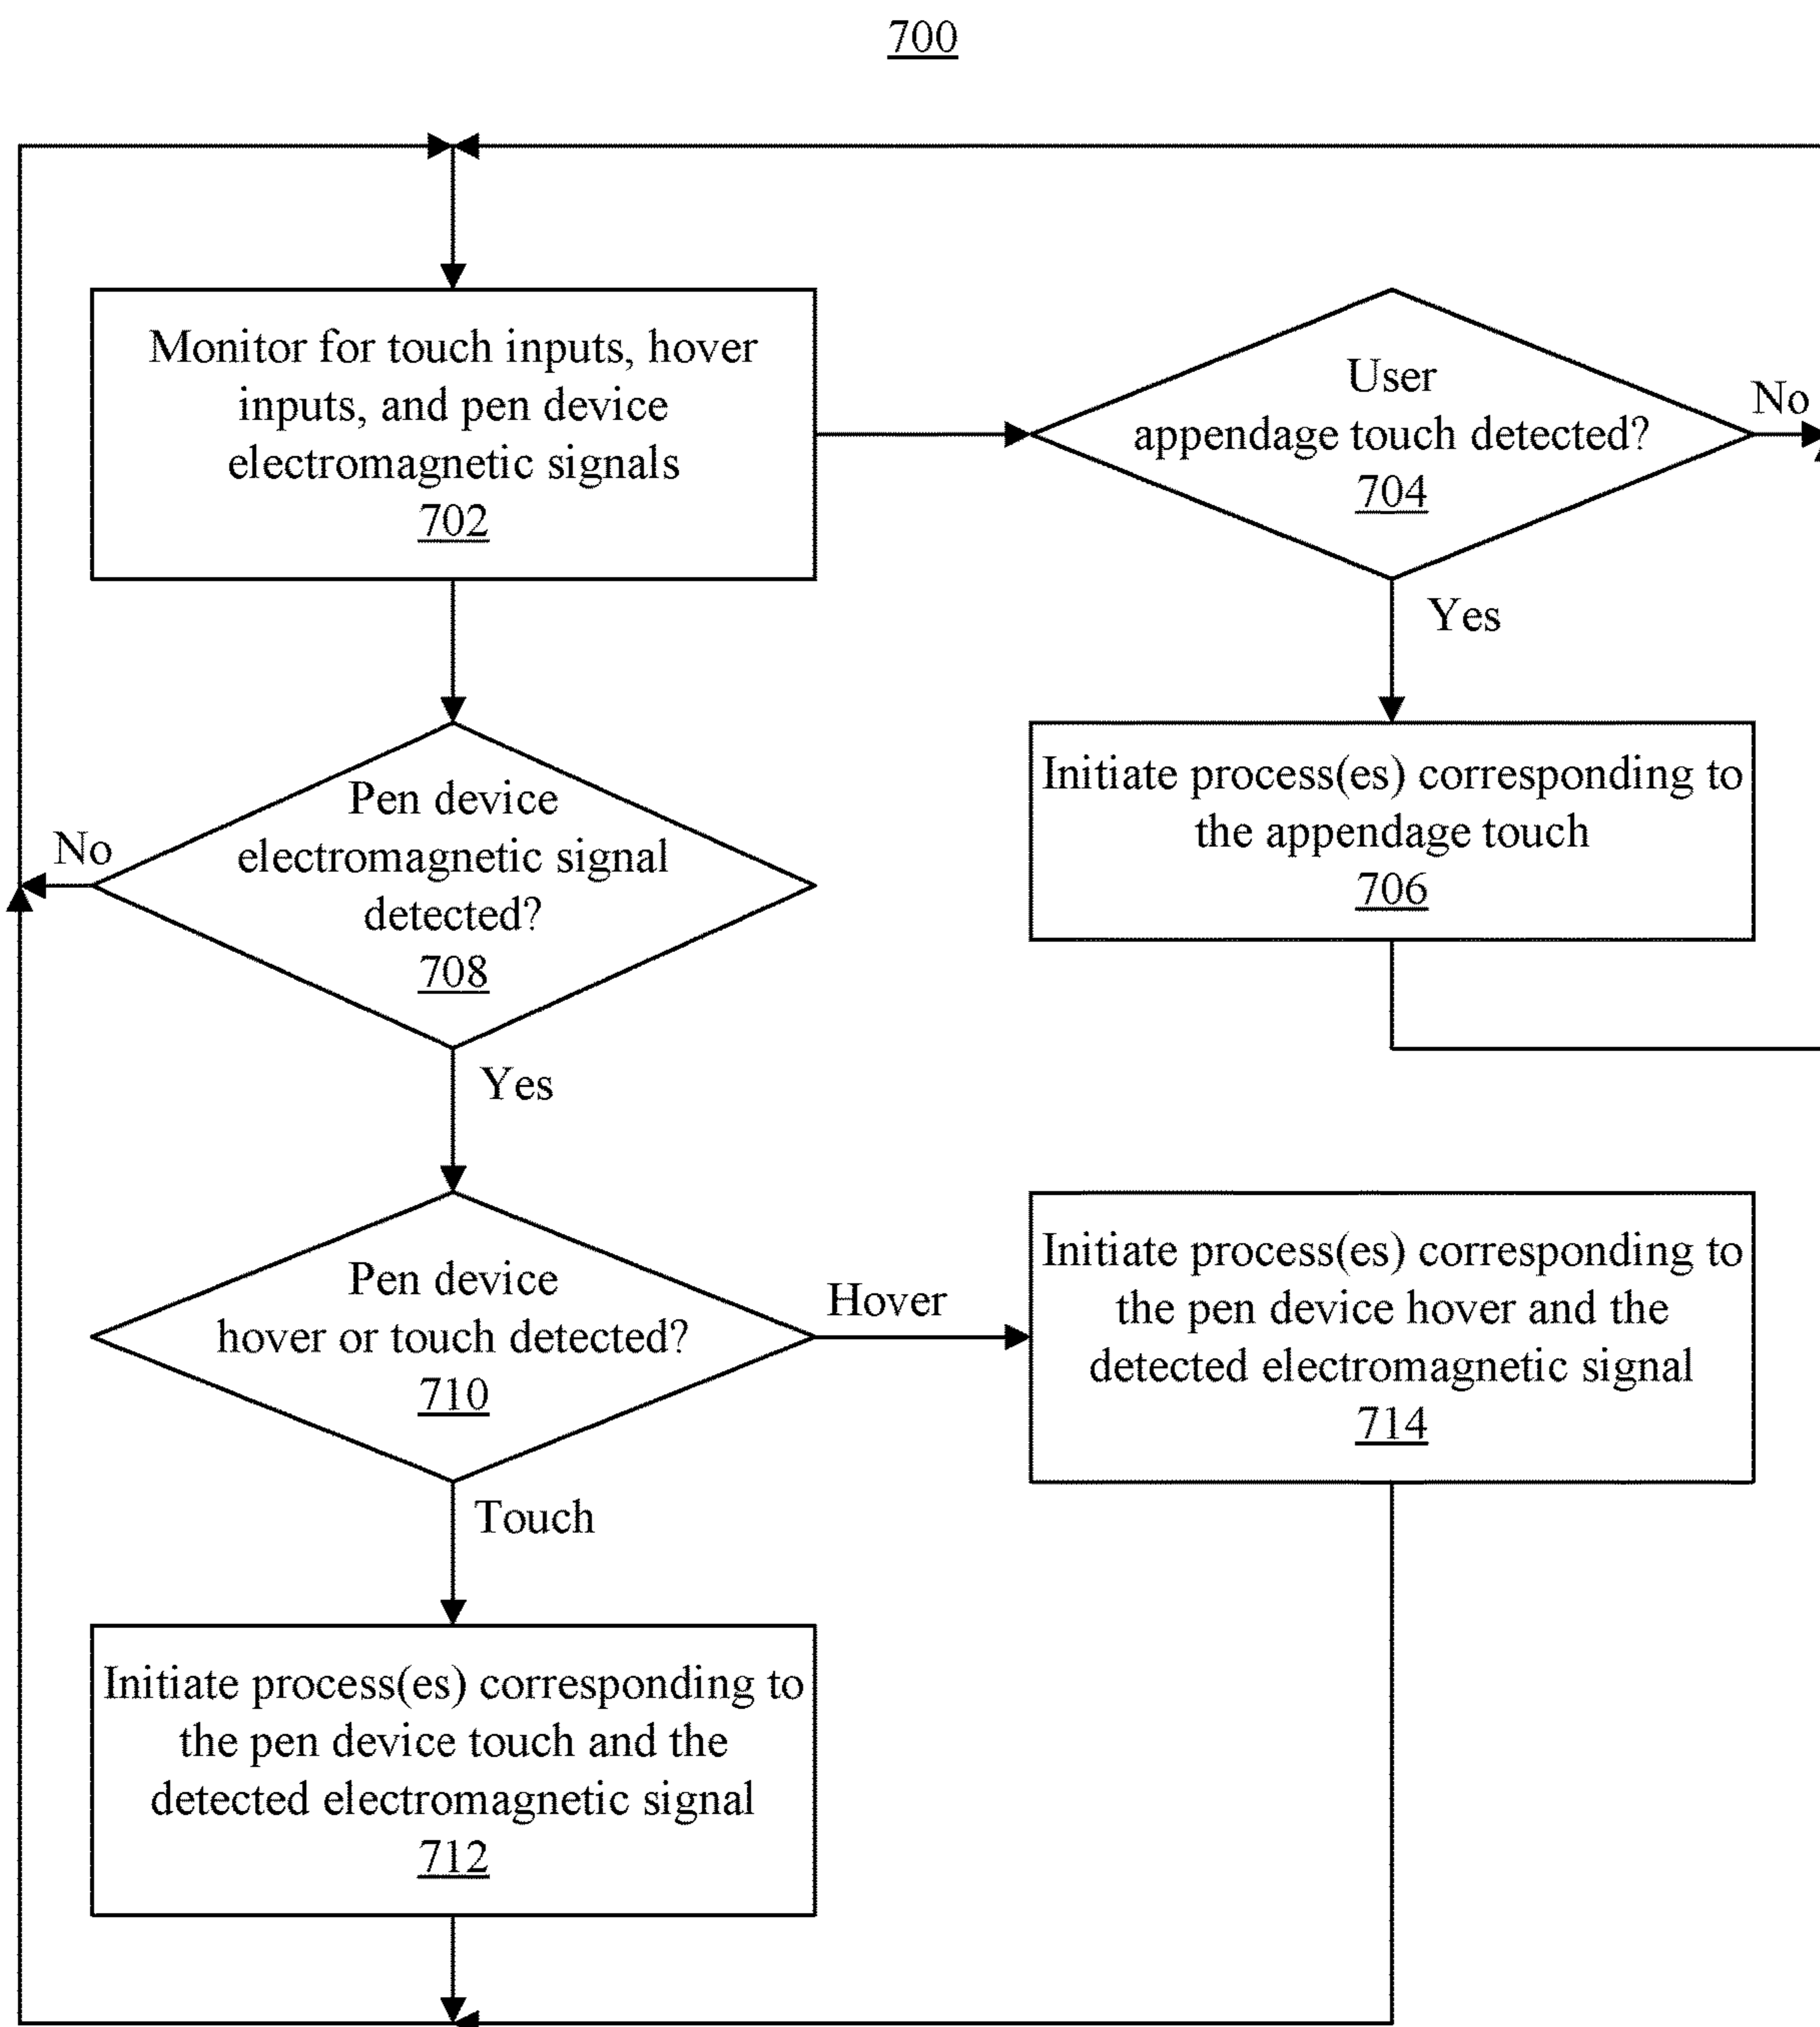 700
Monitor for touch inputs, hover
inputs, and pen device
electromagnetic signals
702
User
appendage touch detected?
704
No
Yes
Initiate process(es) corresponding to
the appendage touch
706
Pen device
electromagnetic signal
detected?
708
No
Yes
Pen device
hover or touch detected?
710
Hover
Touch
Initiate process(es) corresponding to
the pen device hover and the
detected electromagnetic signal
714
Initiate process(es) corresponding to
the pen device touch and the
detected electromagnetic signal
712